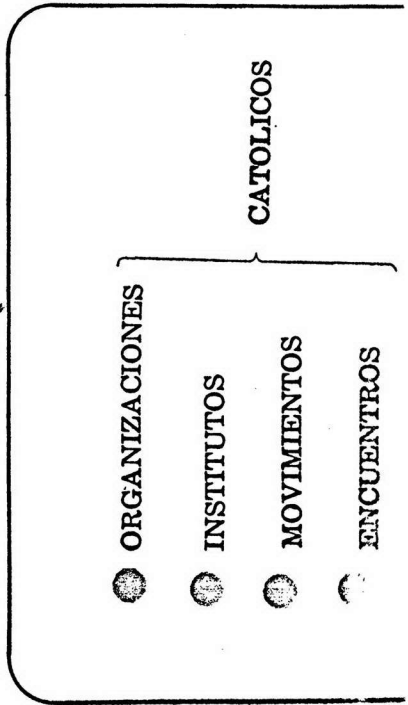 ORGANIZACIONES
INSTITUTOS
MOVIMIENTOS
ENCUENTROS
CATOLICOS